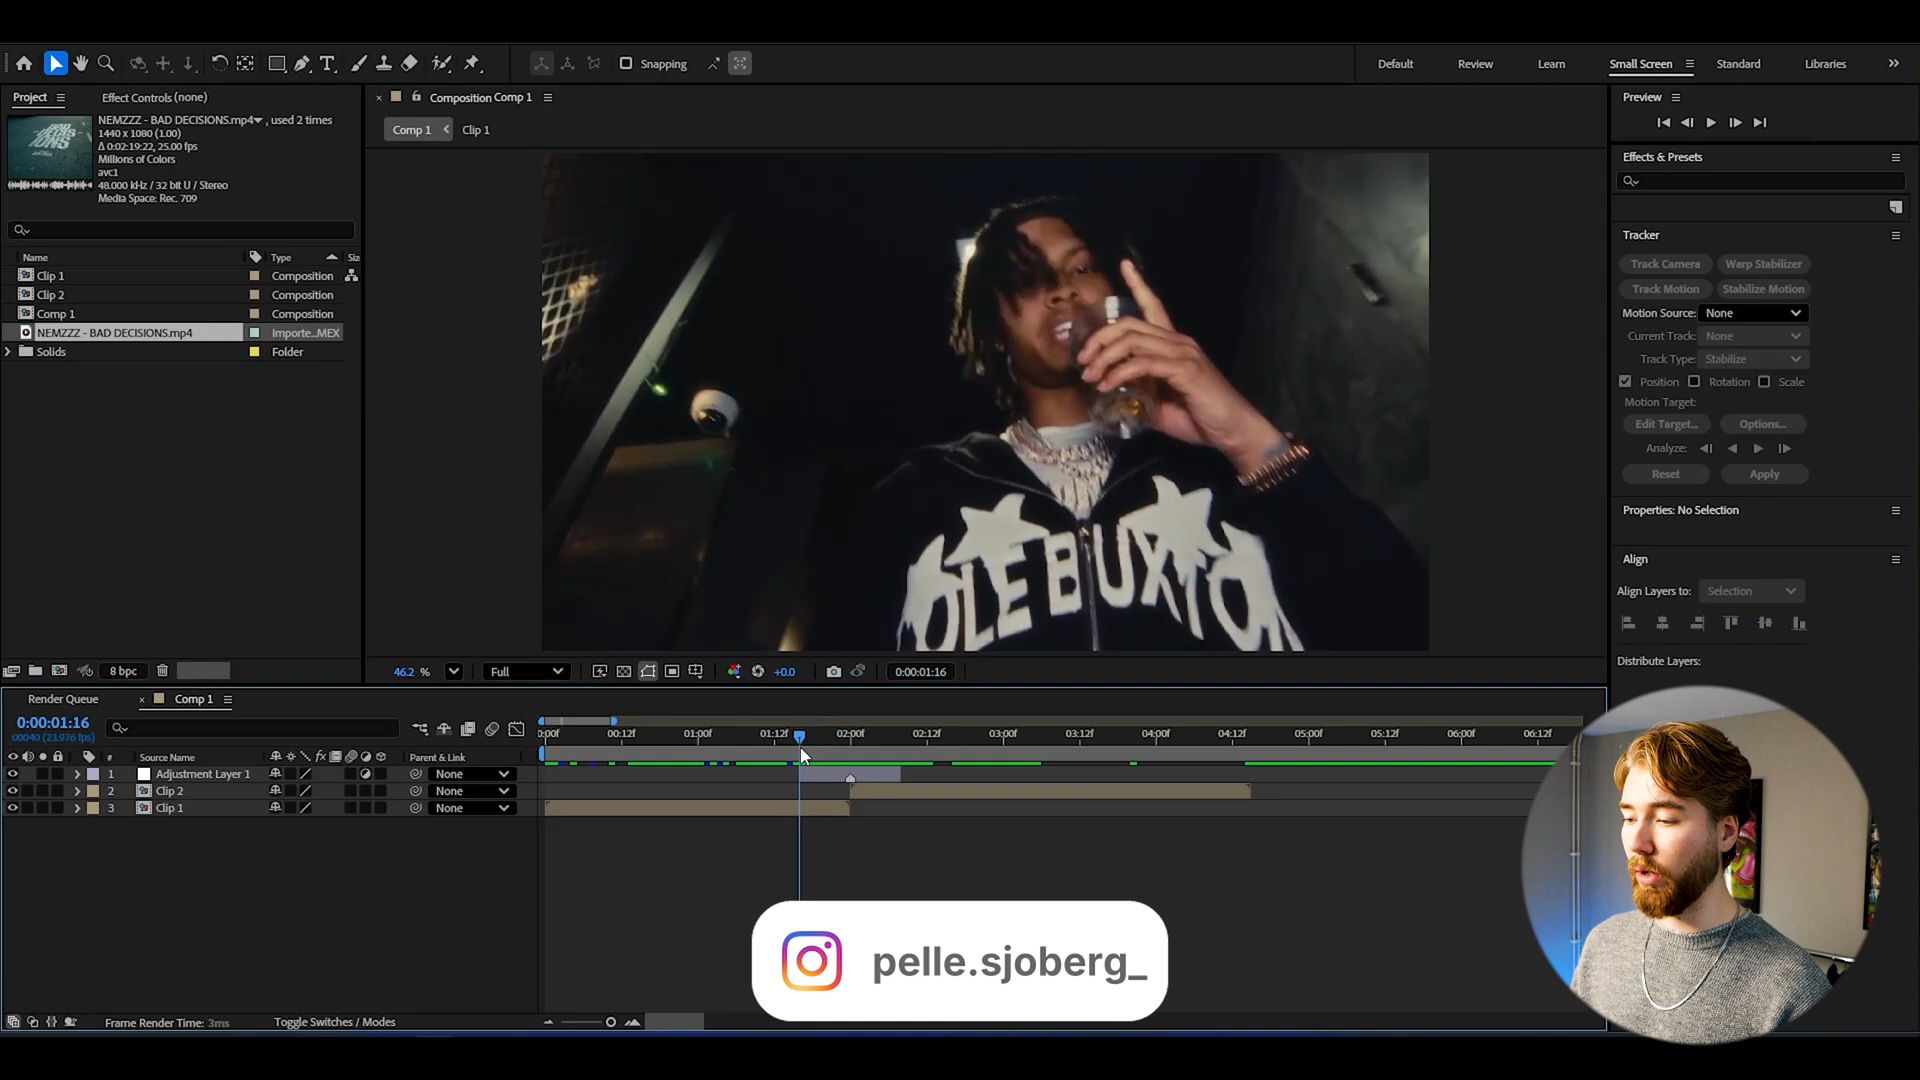 Snapping
Default
Review
Learn
Small Screen
Standard
Libraries
Project
Effect Controls (none)
NEMZZZ - BAD DECISIONS.mp4 , used 2 times
1440 x 1080 (1.00)
Δ 0:02:19:22, 25.00 fps
Millions of Colors
avc1
48.000 kHz / 32 bit U / Stereo
Media Space: Rec. 709
Name
Type
Siz
Clip 1
Composition
Clip 2
Composition
Comp 1
Composition
NEMZZZ - BAD DECISIONS.mp4
Importe...MEX
Solids
Folder
8 bpc
Composition Comp 1
Comp 1
Clip 1
OLE BUXTON
46.2 %
Full
+0.0
0:00:01:16
Preview
Effects & Presets
Tracker
Track Camera
Warp Stabilizer
Track Motion
Stabilize Motion
Motion Source: None
Current Track: None
Track Type: Stabilize
Position
Rotation
Scale
Motion Target:
Edit Target...
Options...
Analyze:
Reset
Apply
Properties: No Selection
Align
Align Layers to: Selection
Distribute Layers:
Render Queue
Comp 1
0:00:01:16
00040 (23.976 fps)
0:00f
00:12f
01:00f
01:12f
02:00f
02:12f
03:00f
03:12f
04:00f
04:12f
05:00f
05:12f
06:00f
06:12f
#
Source Name
fx
Parent & Link
1
Adjustment Layer 1
None
2
Clip 2
None
3
Clip 1
None
pelle.sjoberg_
Frame Render Time: 3ms
Toggle Switches / Modes